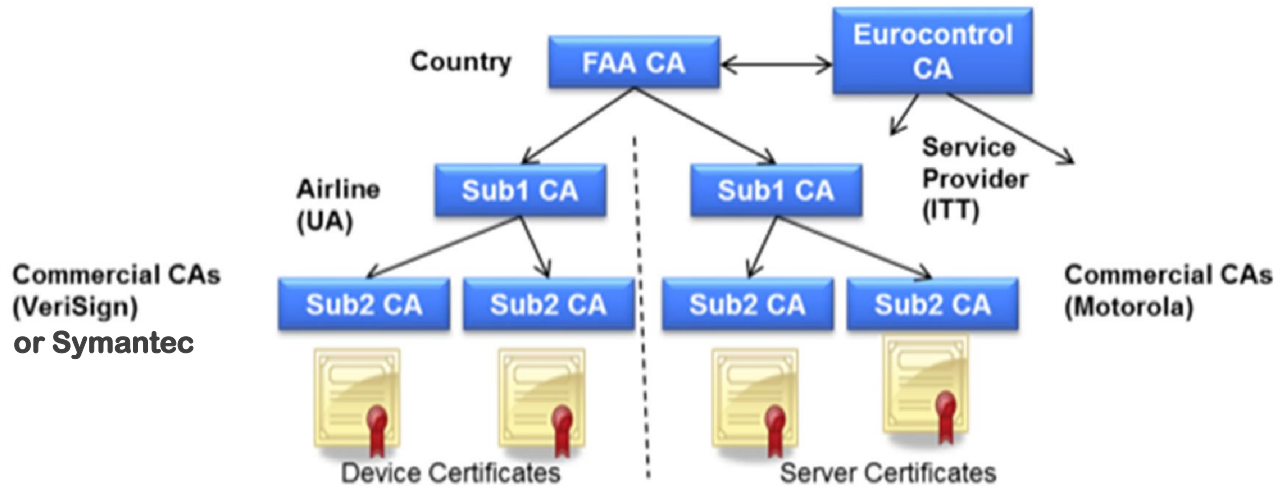 Country
FAA CA
Eurocontrol
CA
Airline
(UA)
Sub1 CA
Sub1 CA
Service
Provider
(ITT)
Commercial CAs
(VeriSign)
or Symantec
Sub2 CA
Sub2 CA
Sub2 CA
Sub2 CA
Commercial CAs
(Motorola)
Device Certificates
Server Certificates